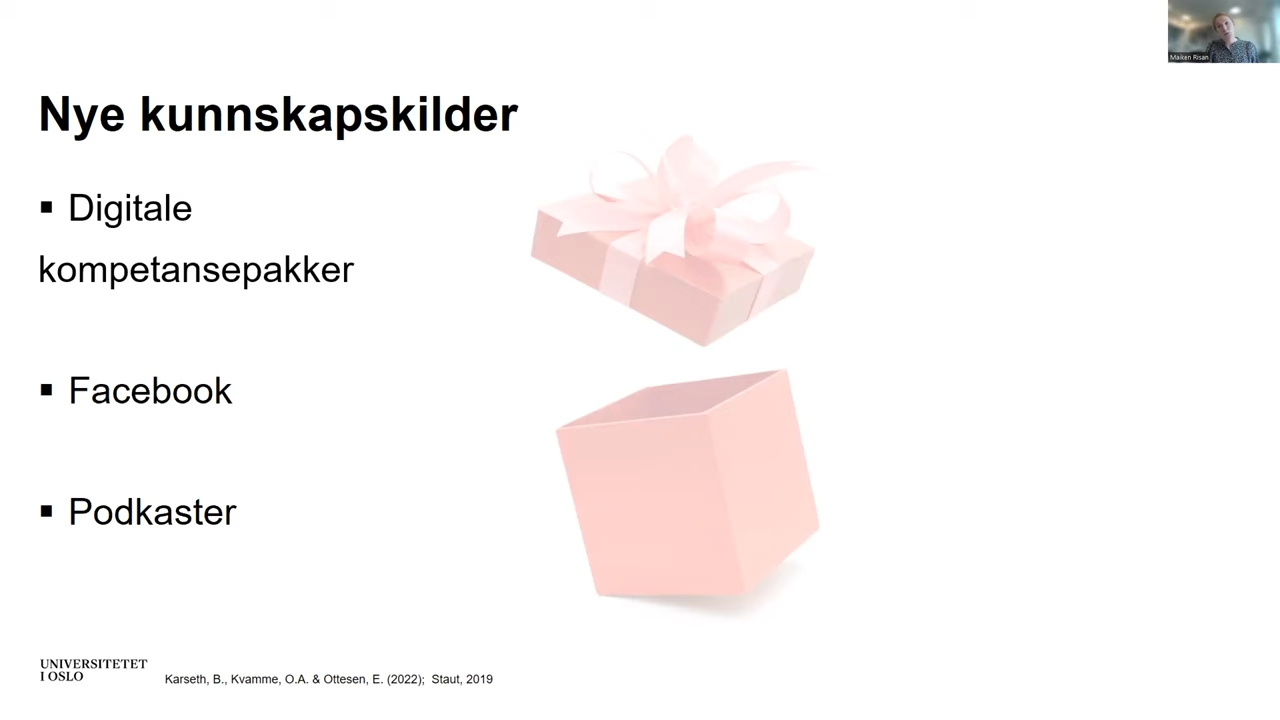 Maiken Risan
Nye kunnskapskilder
▪ Digitale
kompetansepakker
▪ Facebook
▪ Podkaster
UNIVERSITETET
I OSLO
Karseth, B., Kvamme, O.A. & Ottesen, E. (2022);  Staut, 2019